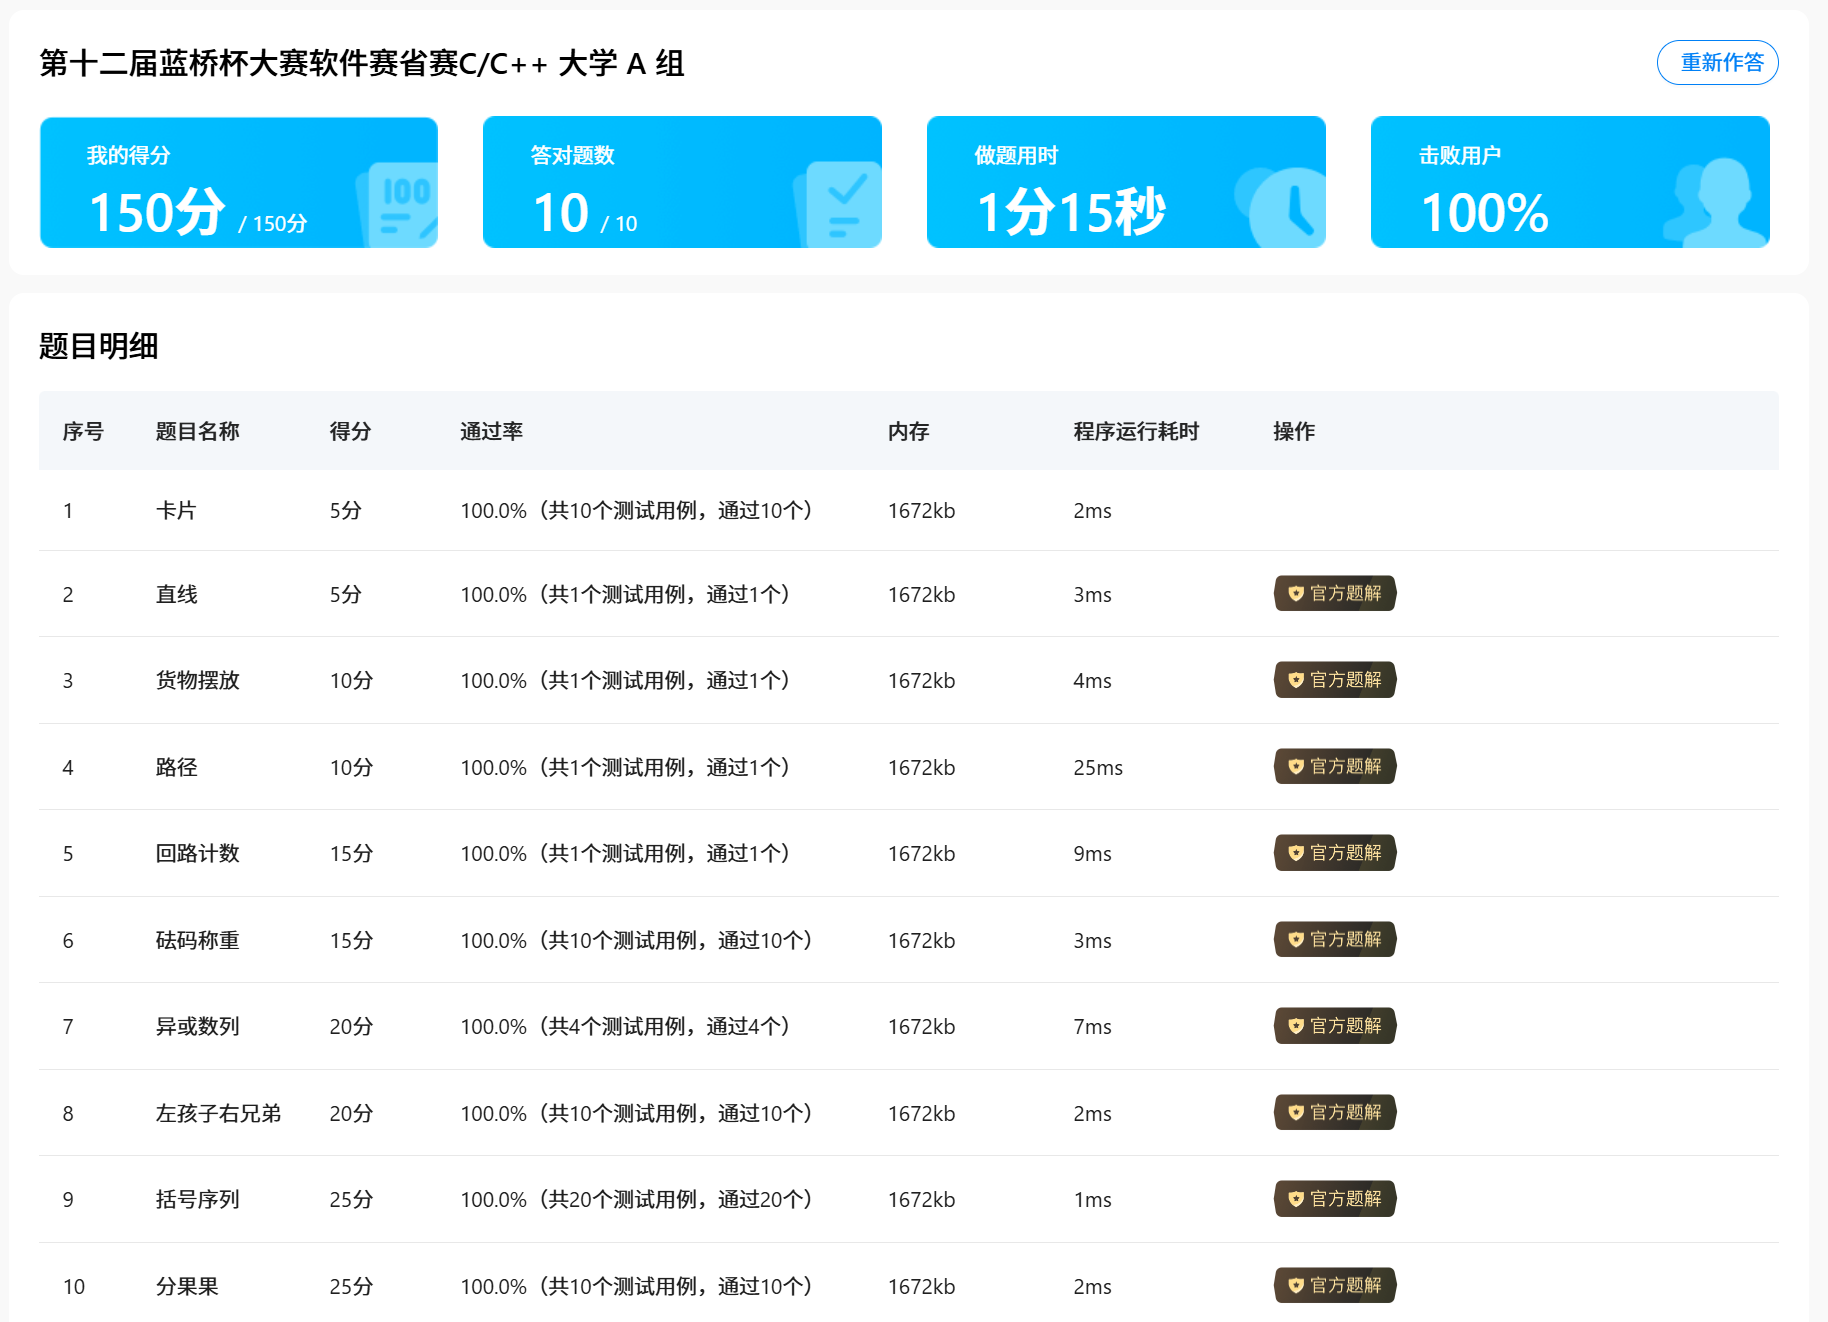 第十二届蓝桥杯大赛软件赛省赛C/C++ 大学 A 组
重新作答
我的得分
150分 / 150分
100
答对题数
10 / 10
做题用时
1分15秒
击败用户
100%
题目明细
序号 题目名称 得分 通过率 内存 程序运行耗时 操作
1 卡片 5分 100.0%（共10个测试用例，通过10个） 1672kb 2ms
2 直线 5分 100.0%（共1个测试用例，通过1个） 1672kb 3ms 官方题解
3 货物摆放 10分 100.0%（共1个测试用例，通过1个） 1672kb 4ms 官方题解
4 路径 10分 100.0%（共1个测试用例，通过1个） 1672kb 25ms 官方题解
5 回路计数 15分 100.0%（共1个测试用例，通过1个） 1672kb 9ms 官方题解
6 砝码称重 15分 100.0%（共10个测试用例，通过10个） 1672kb 3ms 官方题解
7 异或数列 20分 100.0%（共4个测试用例，通过4个） 1672kb 7ms 官方题解
8 左孩子右兄弟 20分 100.0%（共10个测试用例，通过10个） 1672kb 2ms 官方题解
9 括号序列 25分 100.0%（共20个测试用例，通过20个） 1672kb 1ms 官方题解
10 分果果 25分 100.0%（共10个测试用例，通过10个） 1672kb 2ms 官方题解